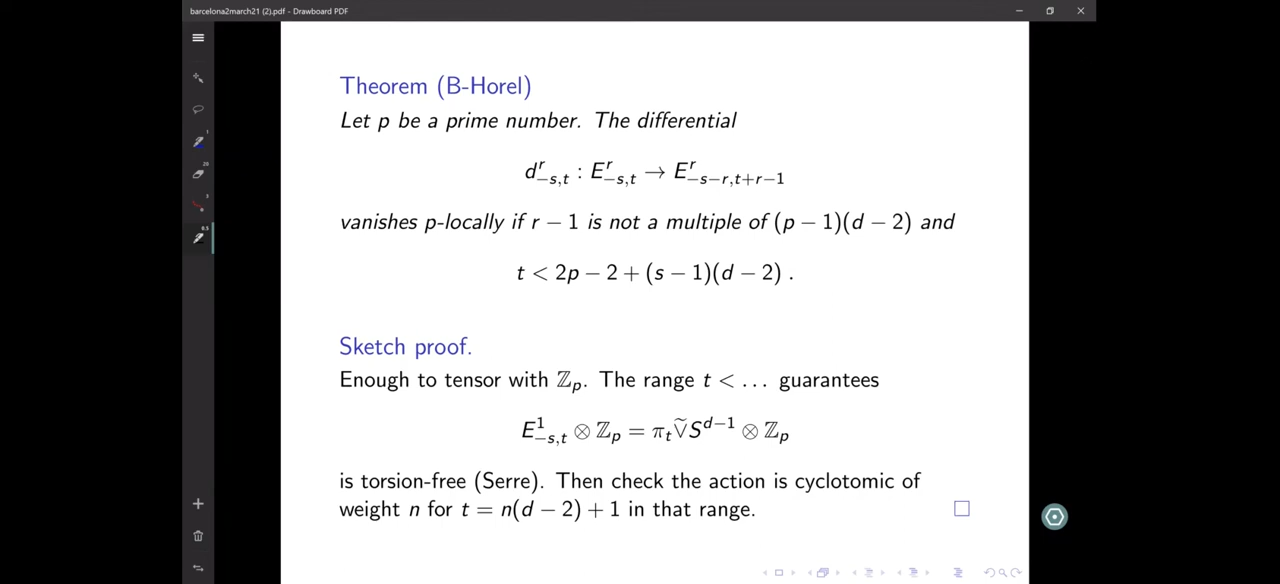 barcelona2march21 (2).pdf - Drawboard PDF
Theorem (B-Horel)
Let p be a prime number. The differential
d^r_{-s,t} : E^r_{-s,t} → E^r_{-s-r,t+r-1}
vanishes p-locally if r − 1 is not a multiple of (p − 1)(d − 2) and
t < 2p − 2 + (s − 1)(d − 2) .
Sketch proof.
Enough to tensor with ℤ_p. The range t < ... guarantees
E^1_{-s,t} ⊗ ℤ_p = π_t ∨̃ S^{d−1} ⊗ ℤ_p
is torsion-free (Serre). Then check the action is cyclotomic of
weight n for t = n(d − 2) + 1 in that range. □